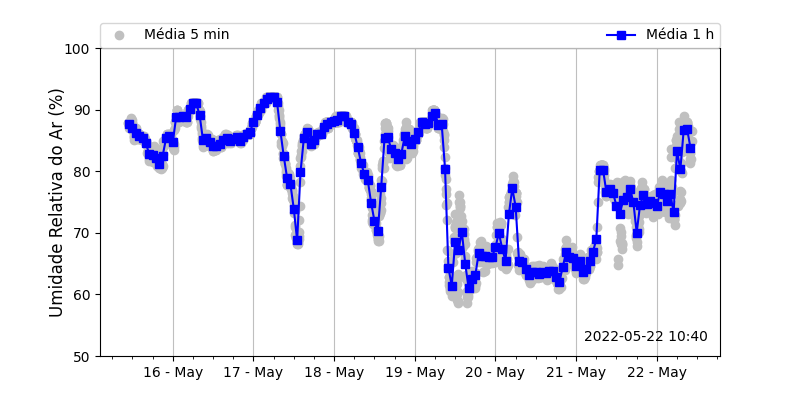 Média 5 min
Média 1 h
Umidade Relativa do Ar (%)
100
90
80
70
60
50
2022-05-22 10:40
16 - May
17 - May
18 - May
19 - May
20 - May
21 - May
22 - May